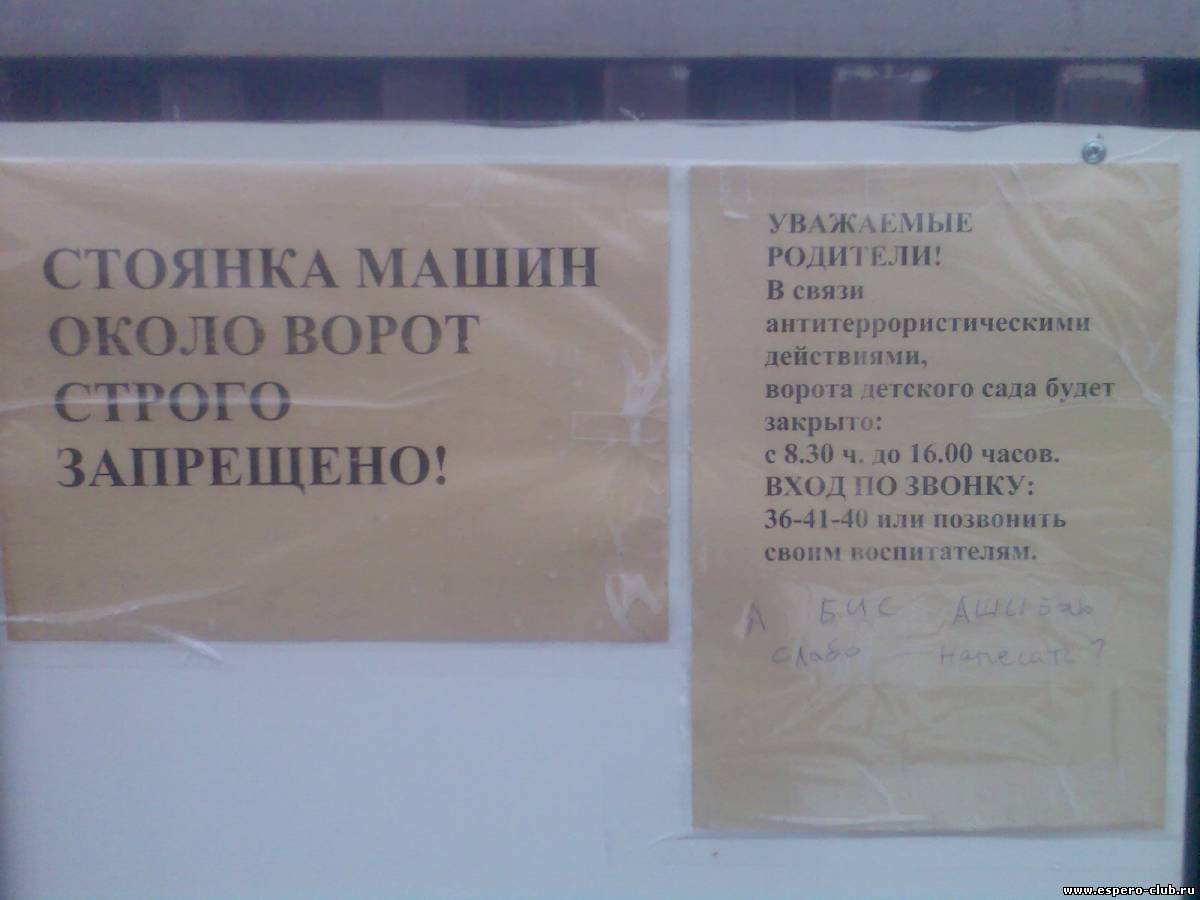 СТОЯНКА МАШИН
ОКОЛО ВОРОТ
СТРОГО
ЗАПРЕЩЕНО!
УВАЖАЕМЫЕ
РОДИТЕЛИ!
В связи
антитеррористическими
действиями,
ворота детского сада будет
закрыто:
с 8.30 ч. до 16.00 часов.
ВХОД ПО ЗВОНКУ:
36-41-40 или позвонить
своим воспитателям.
А БИС АШЫБАК
слабо написать?
www.espero-club.ru